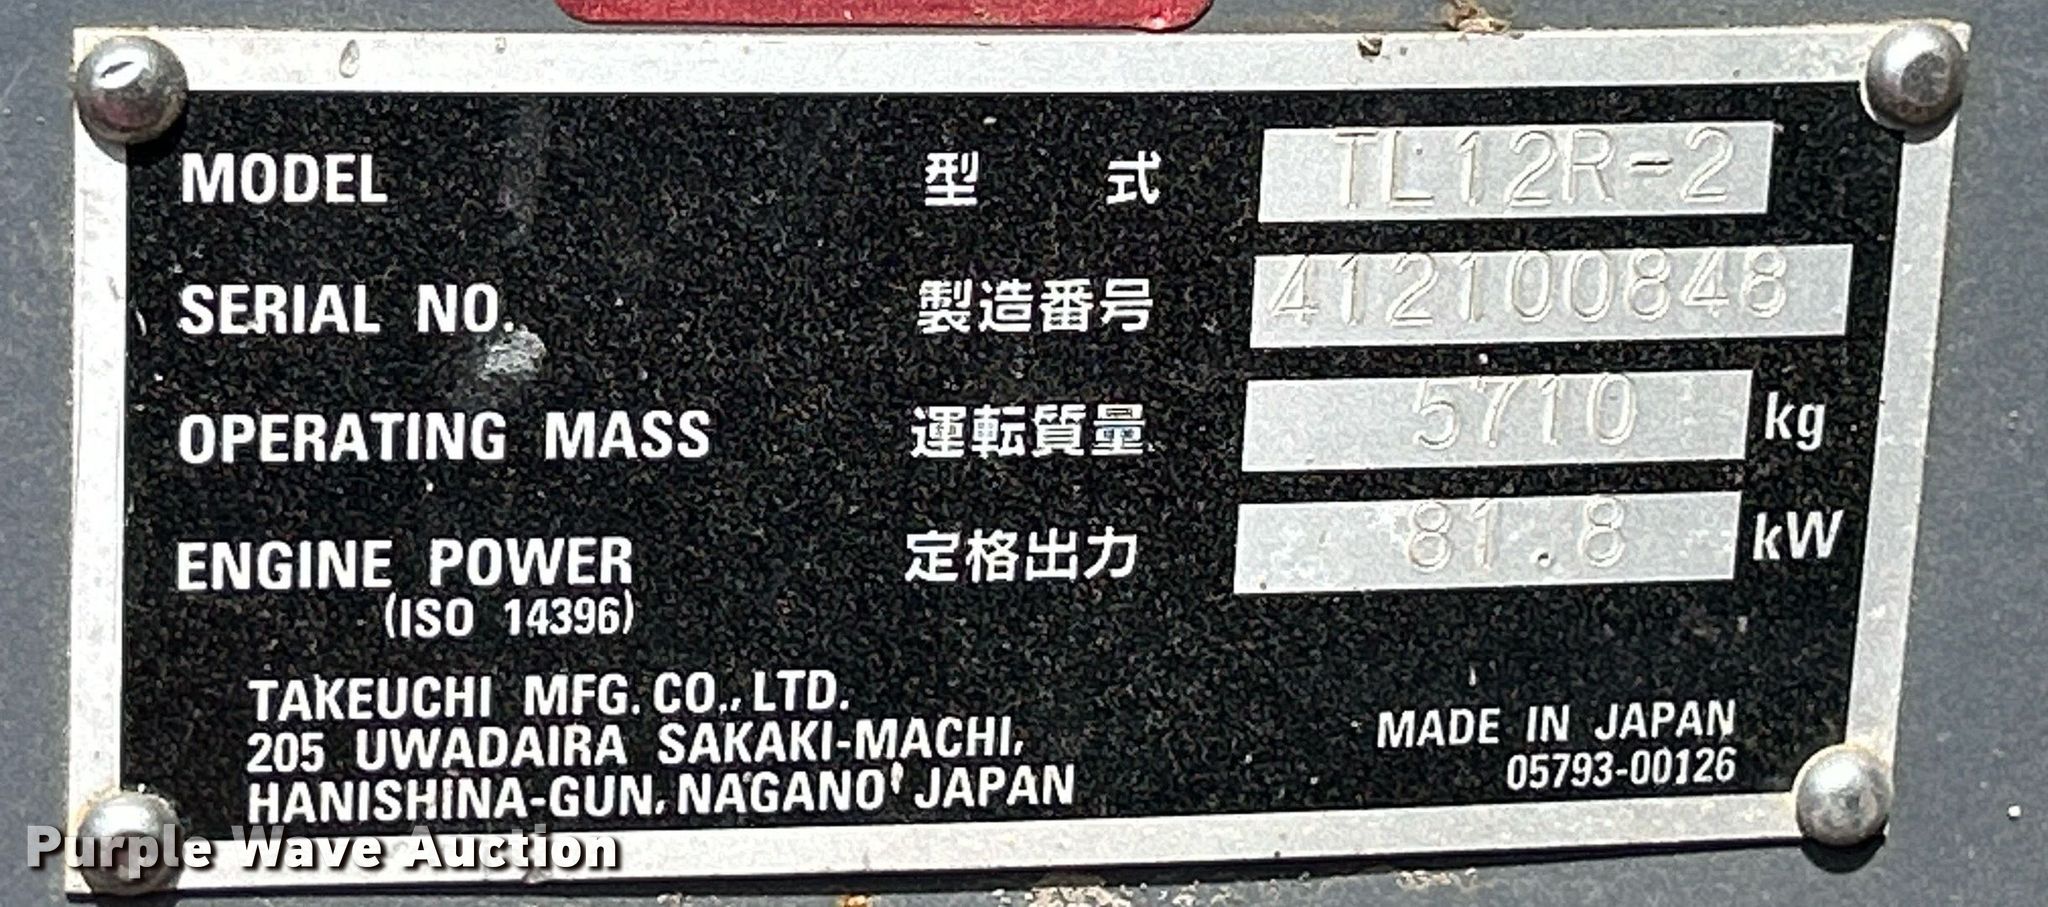 MODEL 型 式 TL12R-2
SERIAL NO. 製造番号 412100848
OPERATING MASS 運転質量 5710 kg
ENGINE POWER 定格出力 81.8 kW
(ISO 14396)
TAKEUCHI MFG. CO., LTD.
205 UWADAIRA SAKAKI-MACHI,
HANISHINA-GUN, NAGANO, JAPAN
MADE IN JAPAN
05793-00126
Purple Wave Auction